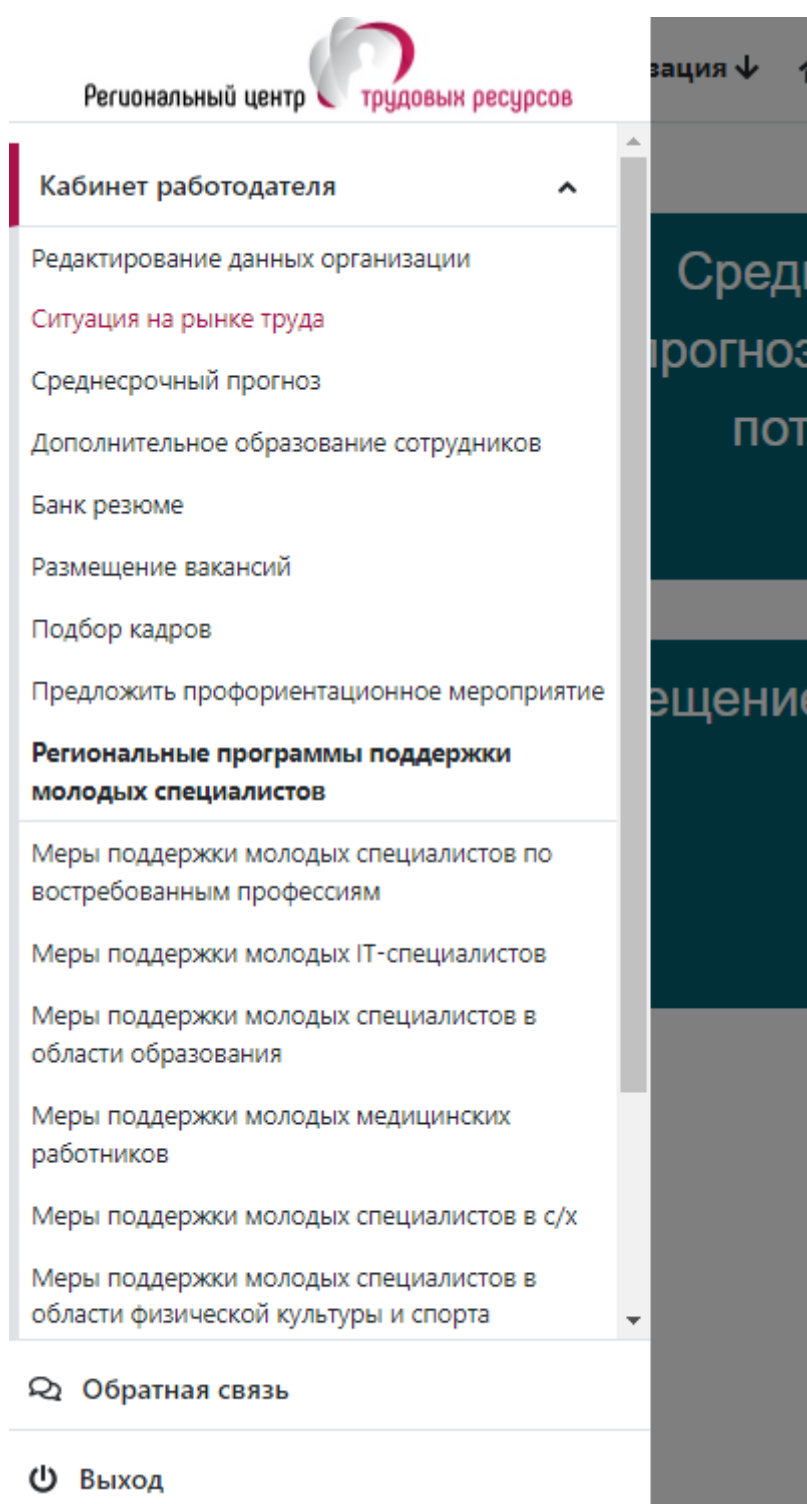 Региональный центр трудовых ресурсов
Кабинет работодателя
Редактирование данных организации
Ситуация на рынке труда
Среднесрочный прогноз
Дополнительное образование сотрудников
Банк резюме
Размещение вакансий
Подбор кадров
Предложить профориентационное мероприятие
Региональные программы поддержки
молодых специалистов
Меры поддержки молодых специалистов по
востребованным профессиям
Меры поддержки молодых IT-специалистов
Меры поддержки молодых специалистов в
области образования
Меры поддержки молодых медицинских
работников
Меры поддержки молодых специалистов в с/х
Меры поддержки молодых специалистов в
области физической культуры и спорта
Обратная связь
Выход